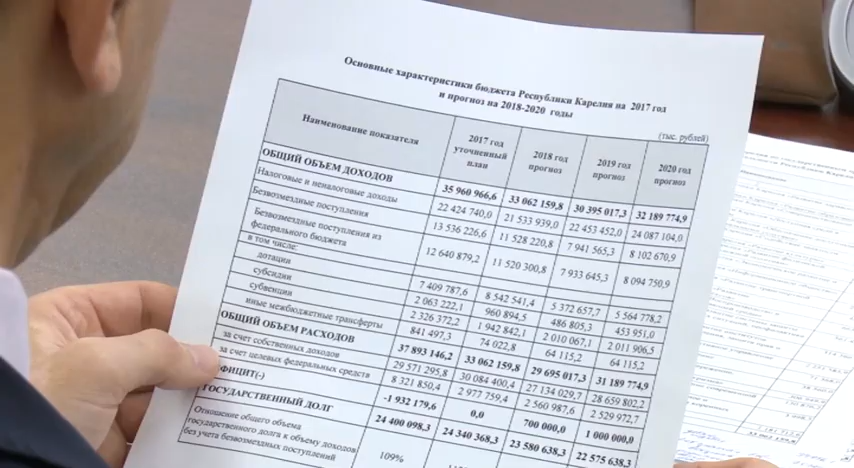 Основные характеристики бюджета Республики Карелия на 2017 год
и прогноз на 2018-2020 годы
(тыс. рублей)
Наименование показателя 2017 год уточненный план 2018 год прогноз 2019 год прогноз 2020 год прогноз
ОБЩИЙ ОБЪЕМ ДОХОДОВ 35 960 966,6 33 062 159,8 30 395 017,3 32 189 774,9
Налоговые и неналоговые доходы 22 424 740,0 21 533 939,0 22 453 452,0 24 087 104,0
Безвозмездные поступления 13 536 226,6 11 528 220,8 7 941 565,3 8 102 670,9
Безвозмездные поступления из федерального бюджета 12 640 879,2 11 520 300,8 7 933 645,3 8 094 750,9
в том числе:
дотации 7 409 787,6 8 542 541,4 5 372 657,7 5 564 778,2
субсидии 2 063 222,1 960 894,5 486 805,3 453 951,0
субвенции 2 326 372,2 1 942 842,1 2 010 067,1 2 011 906,5
иные межбюджетные трансферты 841 497,3 74 022,8 64 115,2 64 115,2
ОБЩИЙ ОБЪЕМ РАСХОДОВ 37 893 146,2 33 062 159,8 29 695 017,3 31 189 774,9
за счет собственных доходов 29 571 295,8 30 084 400,4 27 134 029,7 28 659 802,2
за счет целевых федеральных средств 8 321 850,4 2 977 759,4 2 560 987,6 2 529 972,7
ФИЦИТ(-) -1 932 179,6 0,0 700 000,0 1 000 000,0
ГОСУДАРСТВЕННЫЙ ДОЛГ 24 400 098,3 24 340 368,3 23 580 638,3 22 575 638,3
Отношение общего объема
государственного долга к объему доходов
без учета безвозмездных поступлений 109%